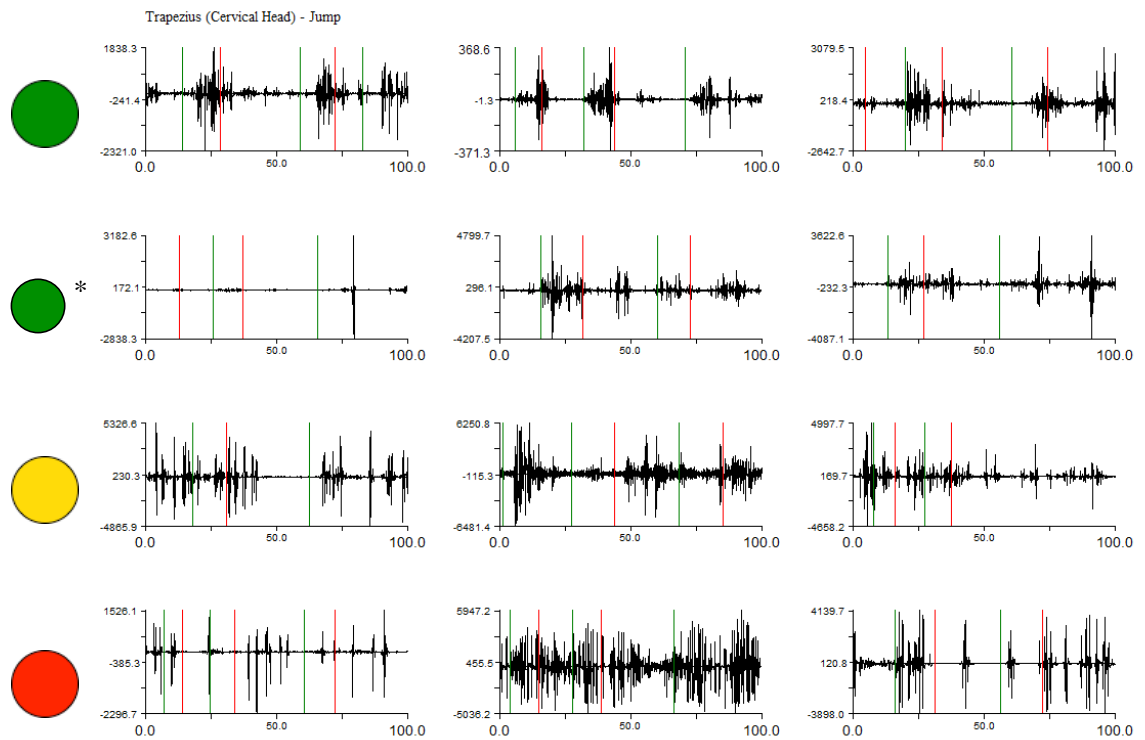 Trapezius (Cervical Head) - Jump
1838.3 368.6 3079.5
-241.4 -1.3 218.4
-2321.0 -371.3 -2642.7
0.0 50.0 100.0 0.0 50.0 100.0 0.0 50.0 100.0
*
3182.6 4799.7 3622.6
172.1 296.1 -232.3
-2838.3 -4207.5 -4087.1
0.0 50.0 100.0 0.0 50.0 100.0 0.0 50.0 100.0
5326.6 6250.8 4997.7
230.3 -115.3 169.7
-4865.9 -6481.4 -4658.2
0.0 50.0 100.0 0.0 50.0 100.0 0.0 50.0 100.0
1526.1 5947.2 4139.7
-385.3 455.5 120.8
-2296.7 -5036.2 -3898.0
0.0 50.0 100.0 0.0 50.0 100.0 0.0 50.0 100.0